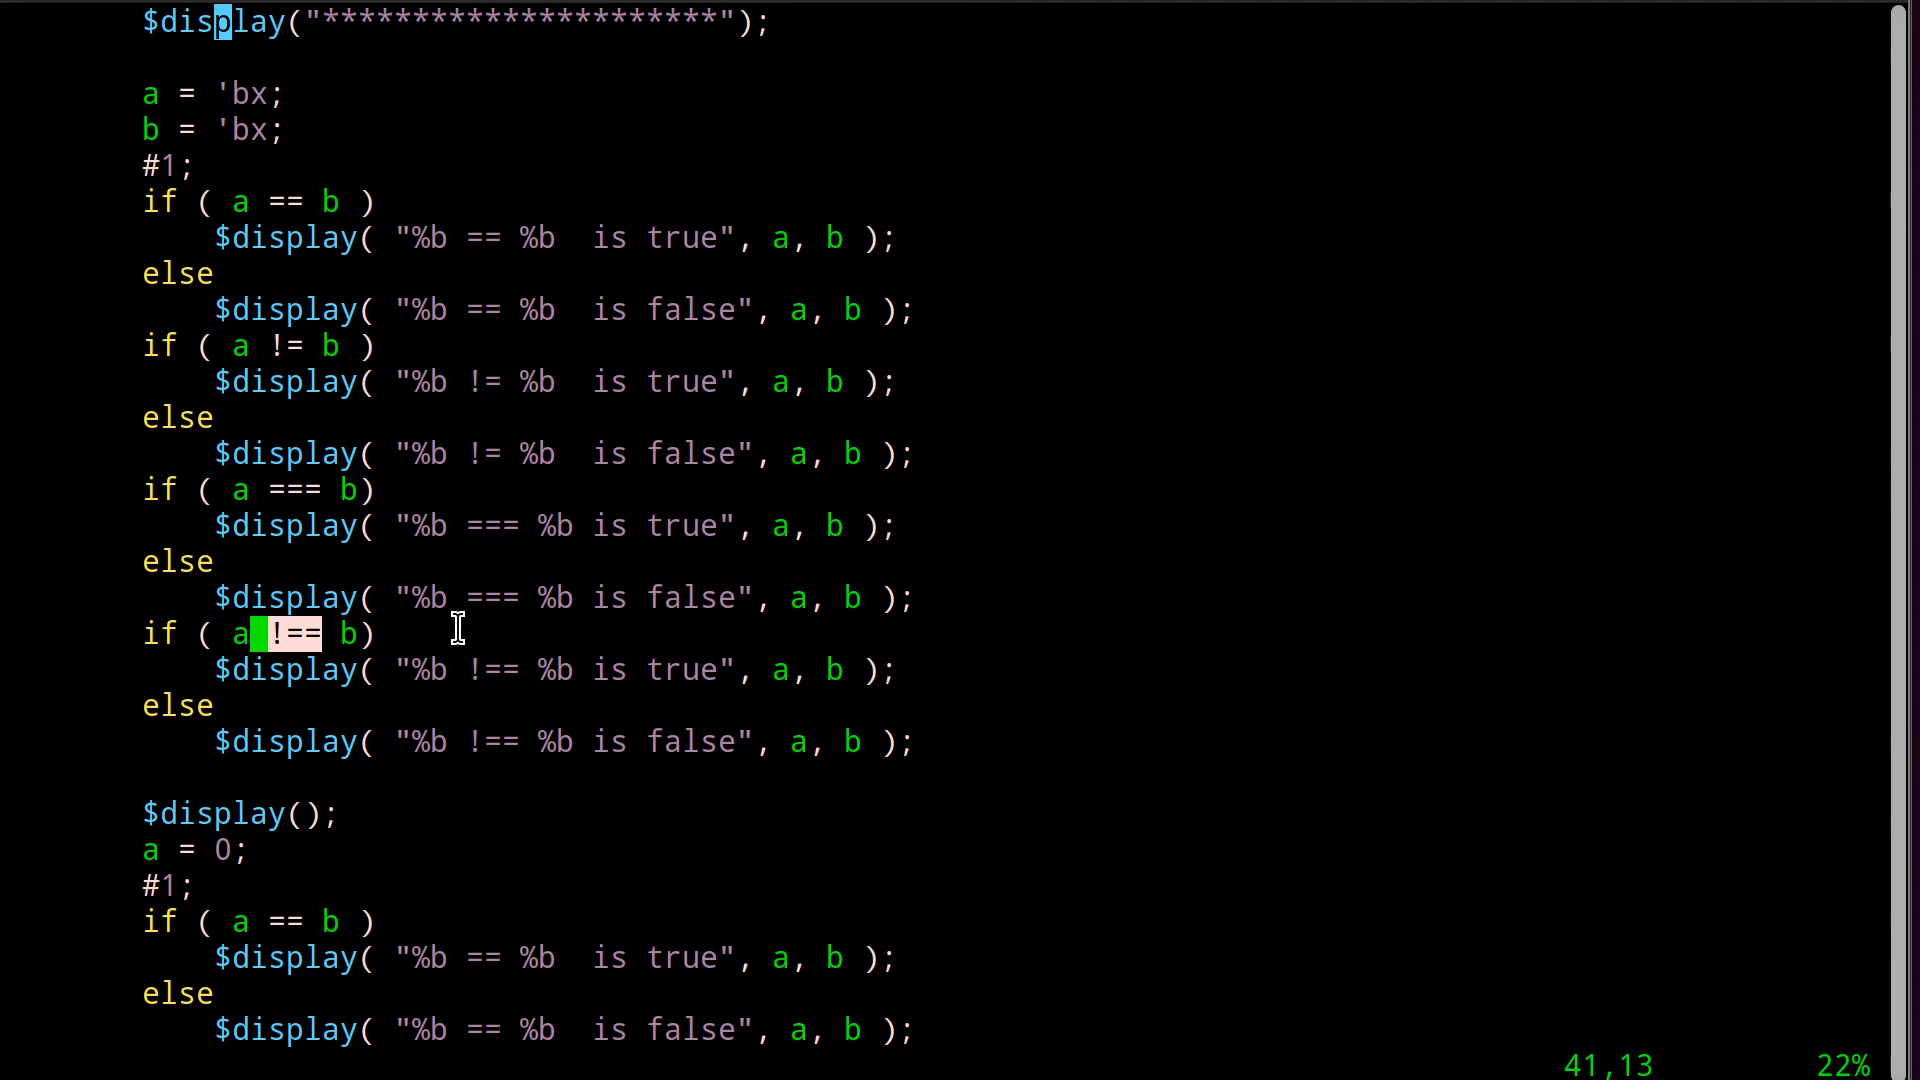 $display("**********************");
a = 'bx;
b = 'bx;
#1;
if ( a == b )
    $display( "%b == %b  is true", a, b );
else
    $display( "%b == %b  is false", a, b );
if ( a != b )
    $display( "%b != %b  is true", a, b );
else
    $display( "%b != %b  is false", a, b );
if ( a === b)
    $display( "%b === %b is true", a, b );
else
    $display( "%b === %b is false", a, b );
if ( a !== b)
    $display( "%b !== %b is true", a, b );
else
    $display( "%b !== %b is false", a, b );
$display();
a = 0;
#1;
if ( a == b )
    $display( "%b == %b  is true", a, b );
else
    $display( "%b == %b  is false", a, b );
41,13 22%